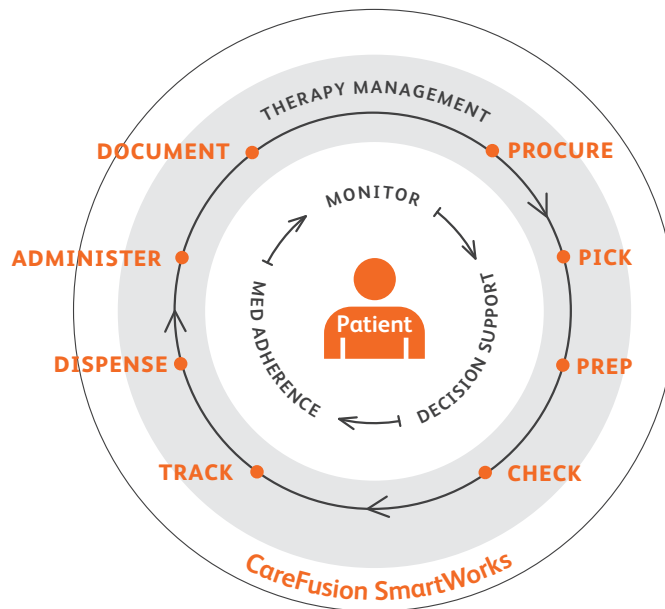 THERAPY MANAGEMENT
DOCUMENT
PROCURE
MONITOR
ADMINISTER
PICK
MED ADHERENCE
DECISION SUPPORT
Patient
DISPENSE
PREP
TRACK
CHECK
CareFusion SmartWorks